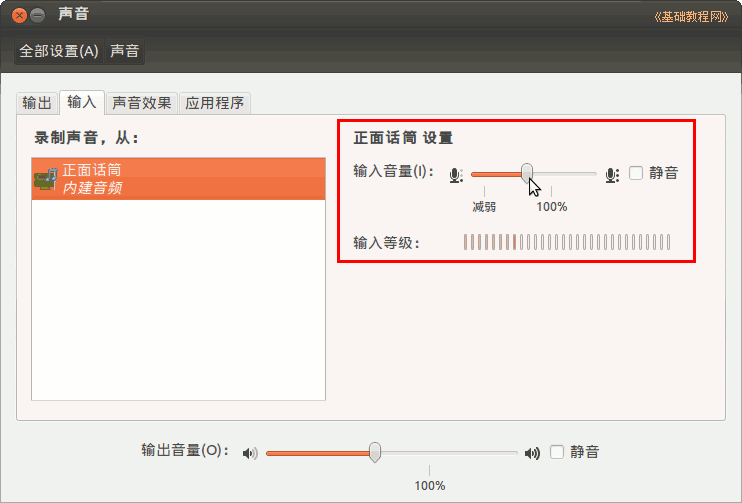 声音
《基础教程网》
全部设置(A) 声音
输出 输入 声音效果 应用程序
录制声音，从：
正面话筒
内建音频
正面话筒 设置
输入音量(I)： 静音
减弱 100%
输入等级：
输出音量(O)： 静音
100%